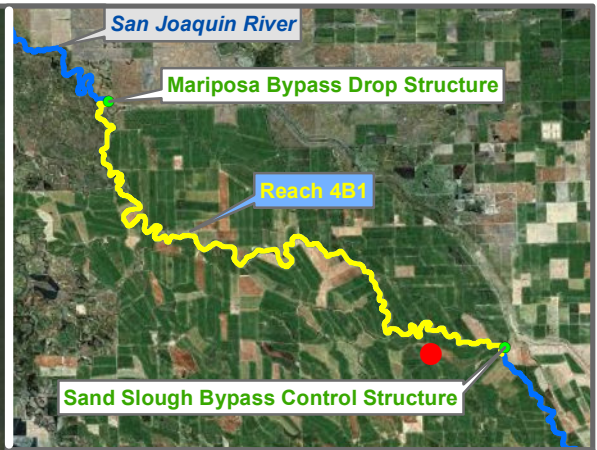 San Joaquin River
Mariposa Bypass Drop Structure
Reach 4B1
Sand Slough Bypass Control Structure